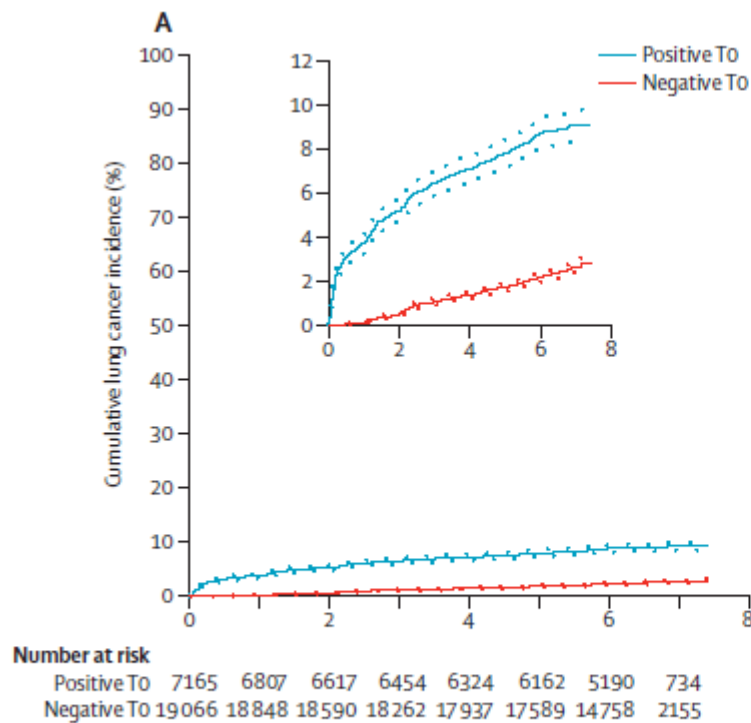 A
Cumulative lung cancer incidence (%)
100
90
80
70
60
50
40
30
20
10
0
0 2 4 6 8
12
10
8
6
4
2
0
0 2 4 6 8
Positive T0
Negative T0
Number at risk
Positive T0 7165 6807 6617 6454 6324 6162 5190 734
Negative T0 19066 18848 18590 18262 17937 17589 14758 2155